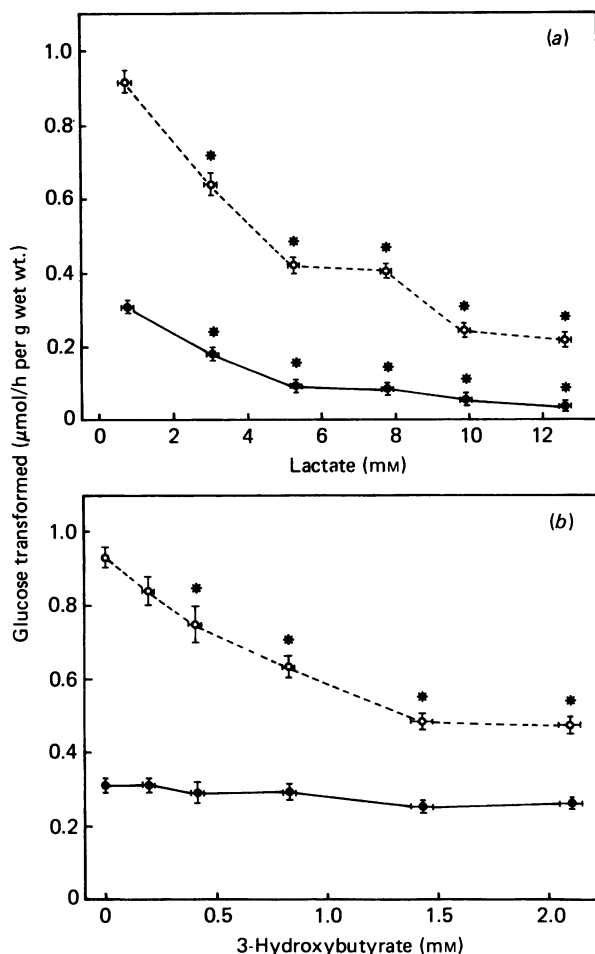 (a)
1.0
0.8
0.6
0.4
0.2
0
0 2 4 6 8 10 12
Lactate (mM)
Glucose transformed (μmol/h per g wet wt.)
(b)
1.0
0.8
0.6
0.4
0.2
0
0 0.5 1.0 1.5 2.0
3-Hydroxybutyrate (mM)